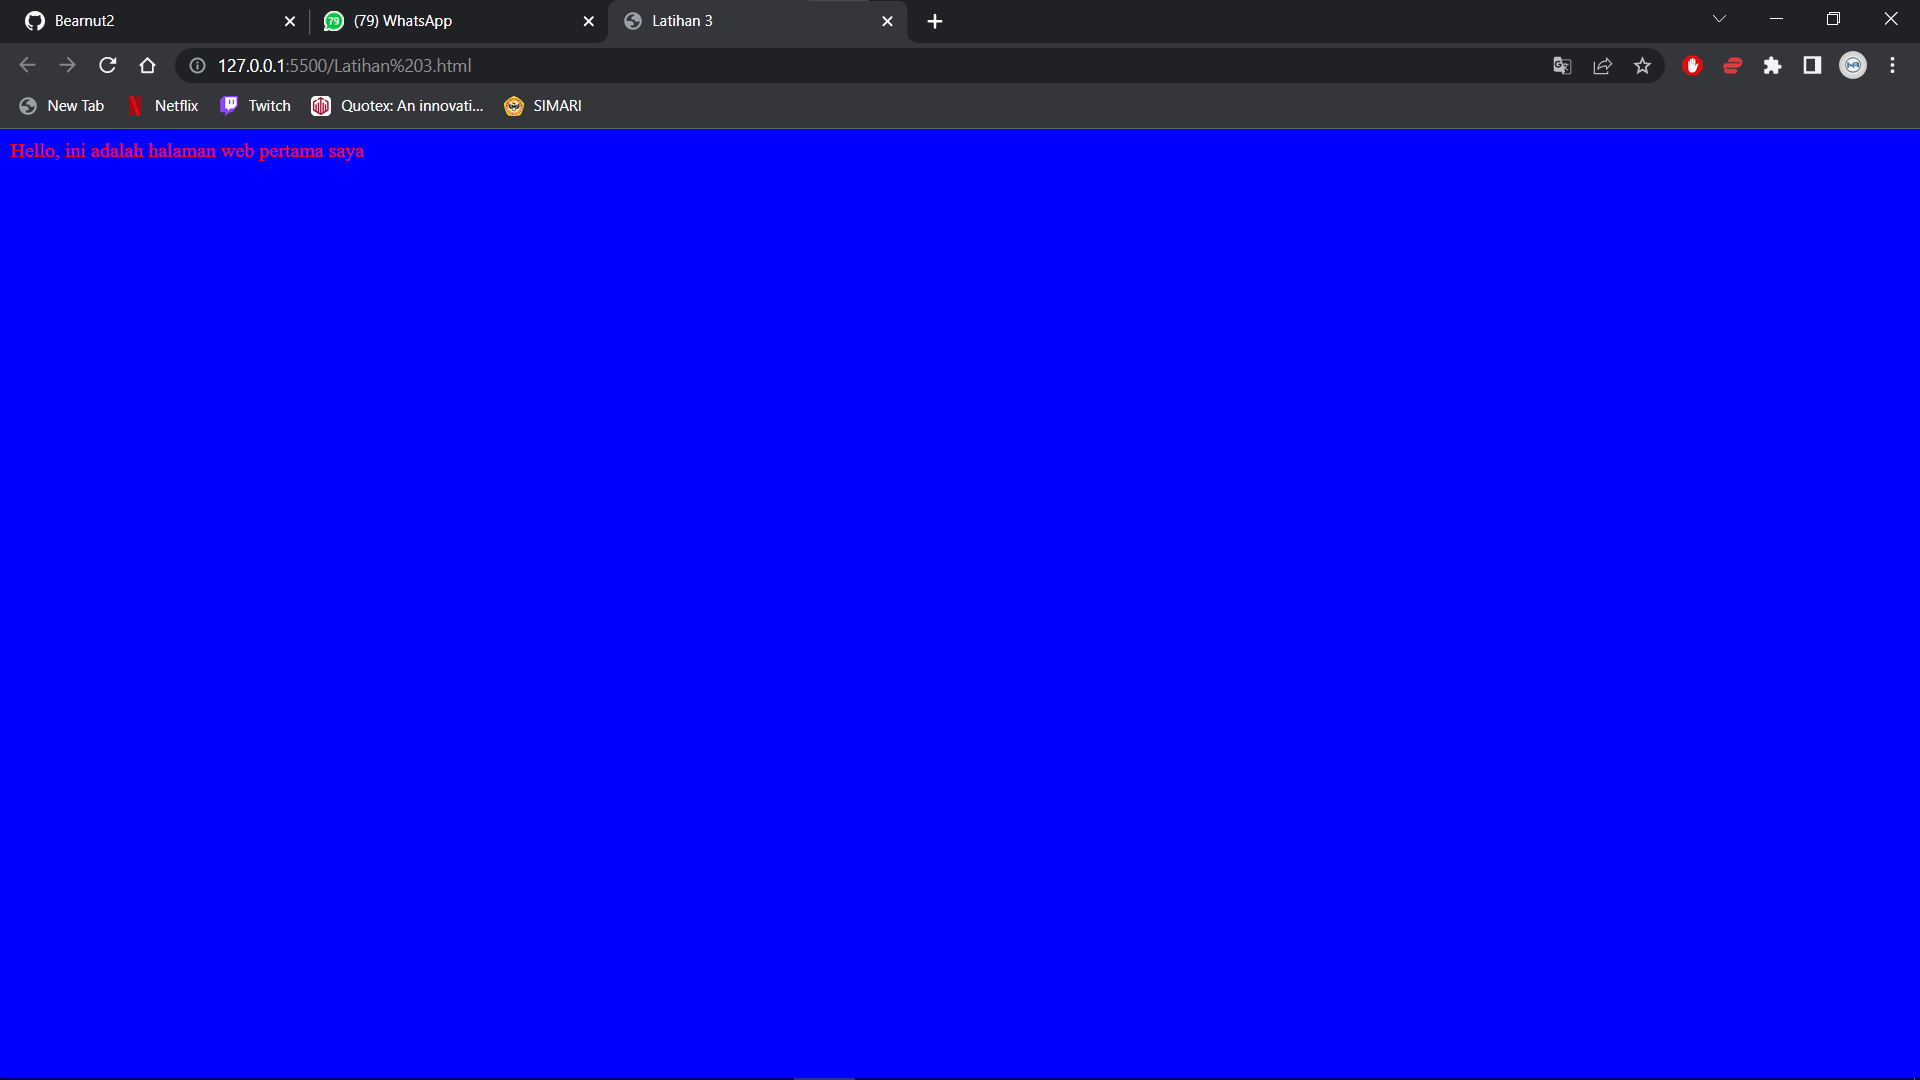 Bearnut2
79 (79) WhatsApp
Latihan 3
127.0.0.1:5500/Latihan%203.html
New Tab
Netflix
Twitch
Quotex: An innovati...
SIMARI
Hello, ini adalah halaman web pertama saya